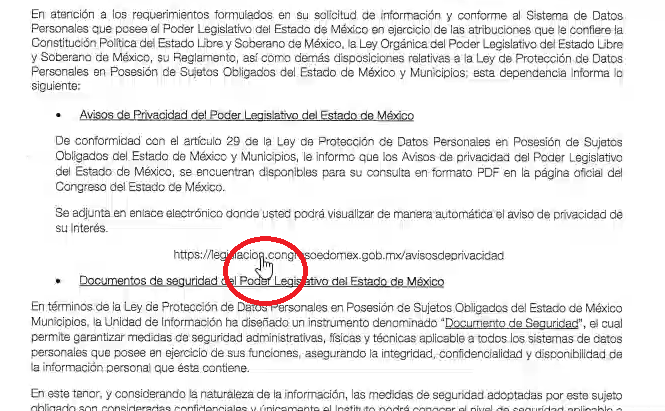 En atención a los requerimientos formulados en su solicitud de información y conforme al Sistema de Datos
Personales que posee el Poder Legislativo del Estado de México en ejercicio de las atribuciones que le confiere la
Constitución Política del Estado Libre y Soberano de México, la Ley Orgánica del Poder Legislativo del Estado Libre
y Soberano de México, su Reglamento, así como demás disposiciones relativas a la Ley de Protección de Datos
Personales en Posesión de Sujetos Obligados del Estado de México y Municipios; esta dependencia informa lo
siguiente:
• Avisos de Privacidad del Poder Legislativo del Estado de México
De conformidad con el artículo 29 de la Ley de Protección de Datos Personales en Posesión de Sujetos
Obligados del Estado de México y Municipios, le informo que los Avisos de privacidad del Poder Legislativo
del Estado de México, se encuentran disponibles para su consulta en formato PDF en la página oficial del
Congreso del Estado de México.
Se adjunta en enlace electrónico donde usted podrá visualizar de manera automática el aviso de privacidad de
su interés.
https://legislacion.congresoedomex.gob.mx/avisosdeprivacidad
• Documentos de seguridad del Poder Legislativo del Estado de México
En términos de la Ley de Protección de Datos Personales en Posesión de Sujetos Obligados del Estado de México
Municipios, la Unidad de Información ha diseñado un instrumento denominado “Documento de Seguridad”, el cual
permite garantizar medidas de seguridad administrativas, físicas y técnicas aplicable a todos los sistemas de datos
personales que posee en ejercicio de sus funciones, asegurando la integridad, confidencialidad y disponibilidad de
la información personal que ésta contiene.
En este tenor, y considerando la naturaleza de la información, las medidas de seguridad adoptadas por este sujeto
obligado son consideradas confidenciales y únicamente el Instituto podrá conocer el nivel de seguridad aplicable a